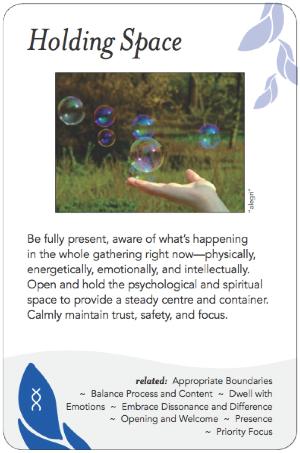 Holding Space
"alegri"
Be fully present, aware of what's happening
in the whole gathering right now—physically,
energetically, emotionally, and intellectually.
Open and hold the psychological and spiritual
space to provide a steady centre and container.
Calmly maintain trust, safety, and focus.
related: Appropriate Boundaries
~ Balance Process and Content ~ Dwell with
Emotions ~ Embrace Dissonance and Difference
~ Opening and Welcome ~ Presence
~ Priority Focus